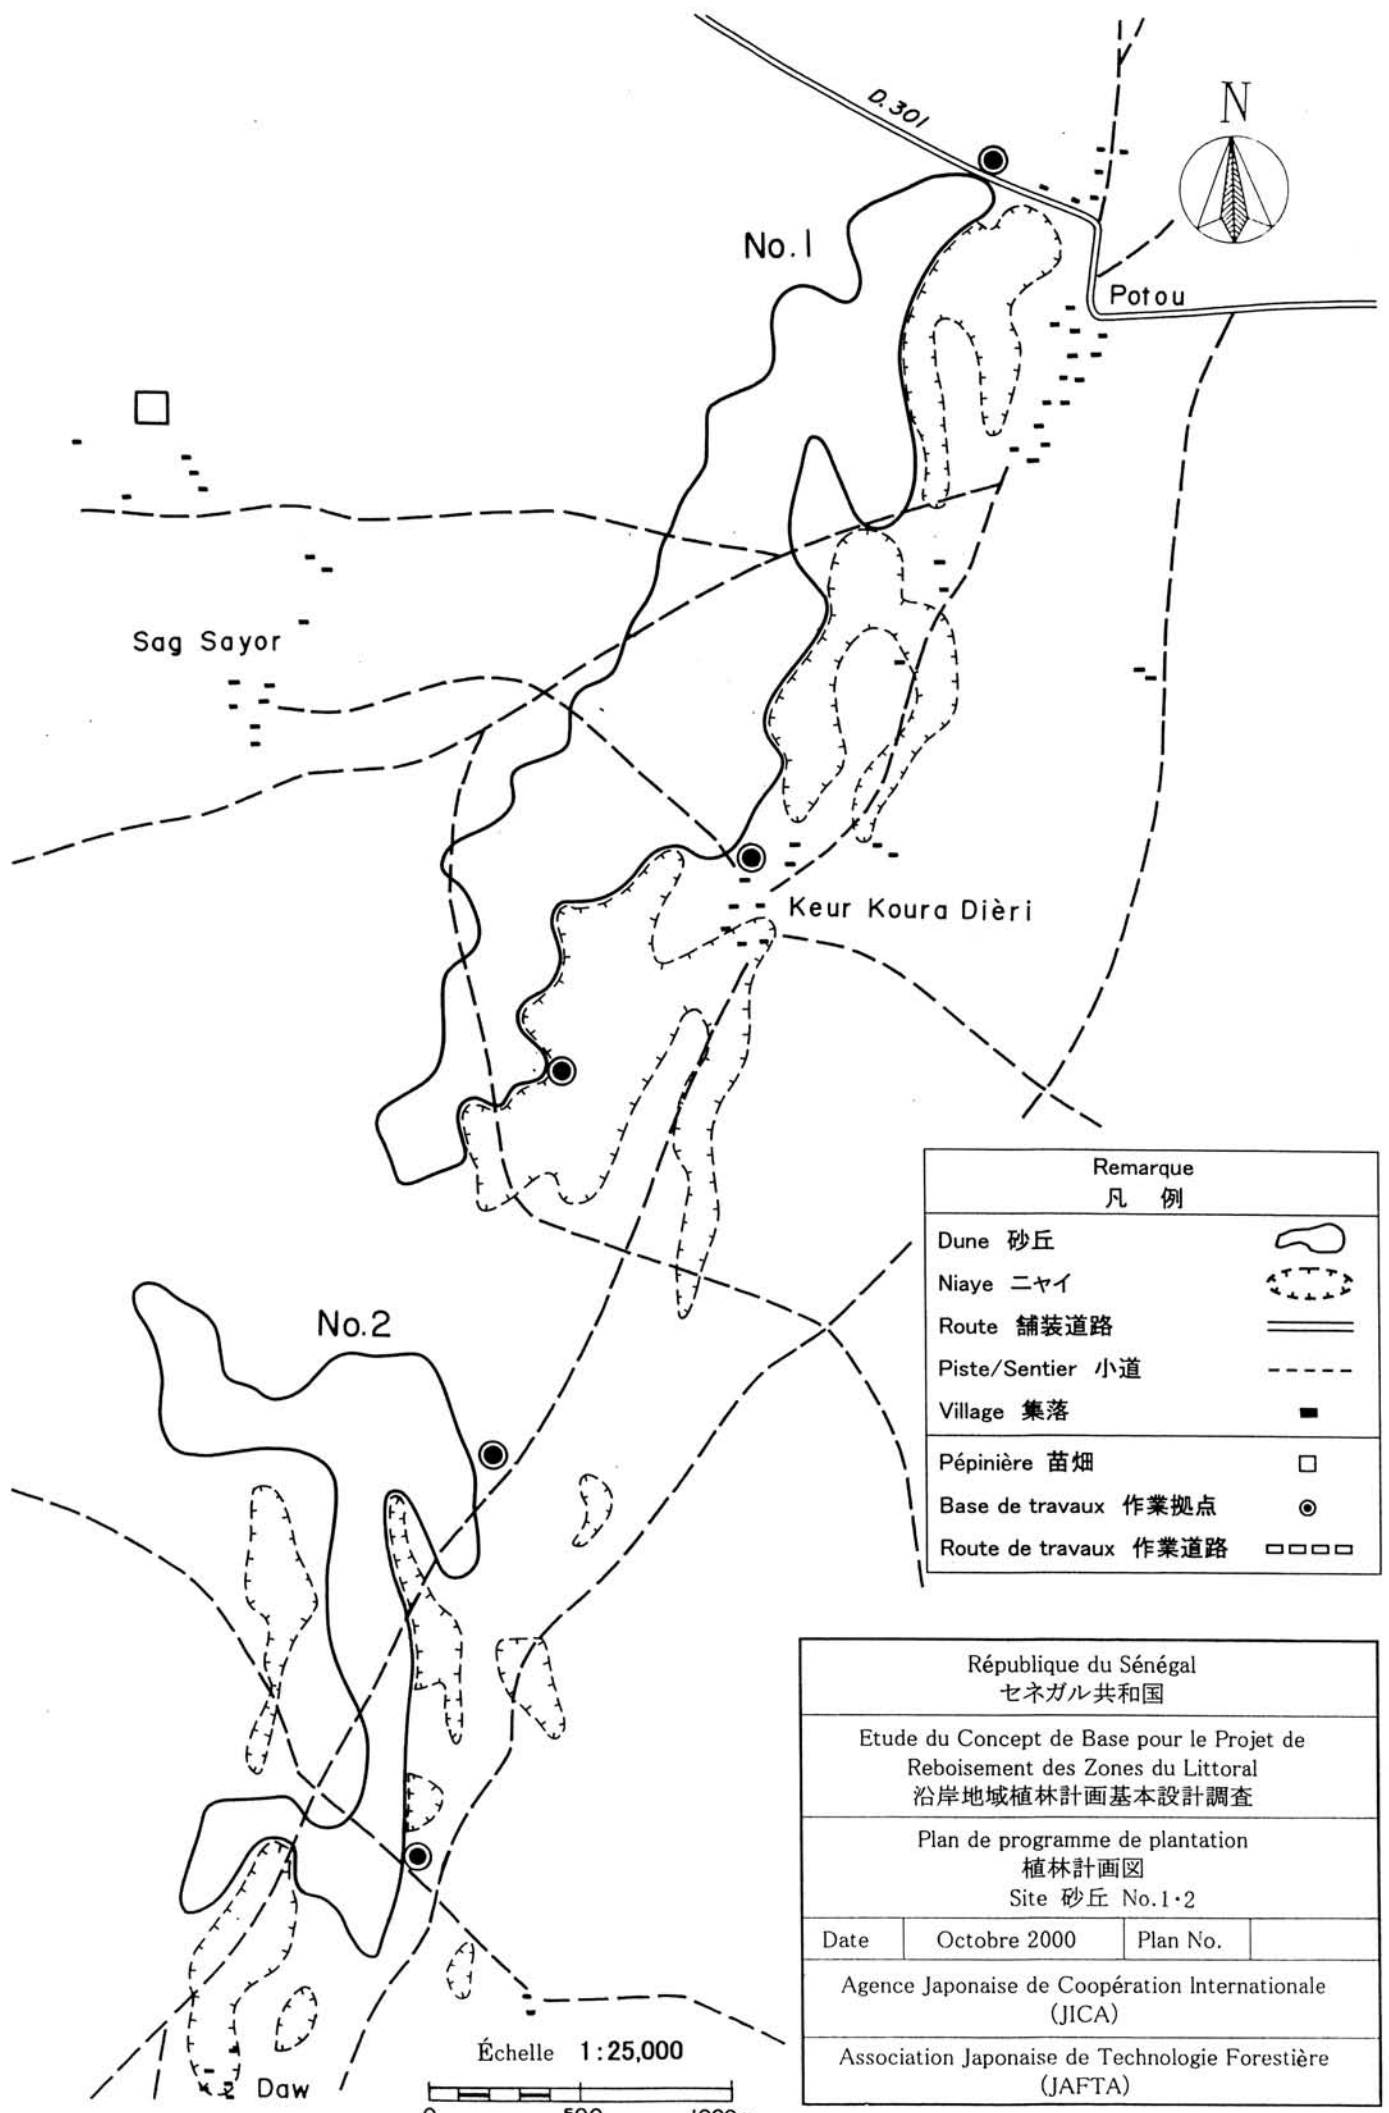 D.301
N
No.1
Potou
Sag Sayor
Keur Koura Dièri
Remarque
凡 例
Dune 砂丘
Niaye ニヤイ
Route 舗装道路
Piste/Sentier 小道
Village 集落
Pépinière 苗畑
Base de travaux 作業拠点
Route de travaux 作業道路
No.2
République du Sénégal
セネガル共和国
Etude du Concept de Base pour le Projet de
Reboisement des Zones du Littoral
沿岸地域植林計画基本設計調査
Plan de programme de plantation
植林計画図
Site 砂丘 No.1・2
Date Octobre 2000 Plan No.
Agence Japonaise de Coopération Internationale
(JICA)
Association Japonaise de Technologie Forestière
(JAFTA)
Échelle 1:25,000
Daw
0 500